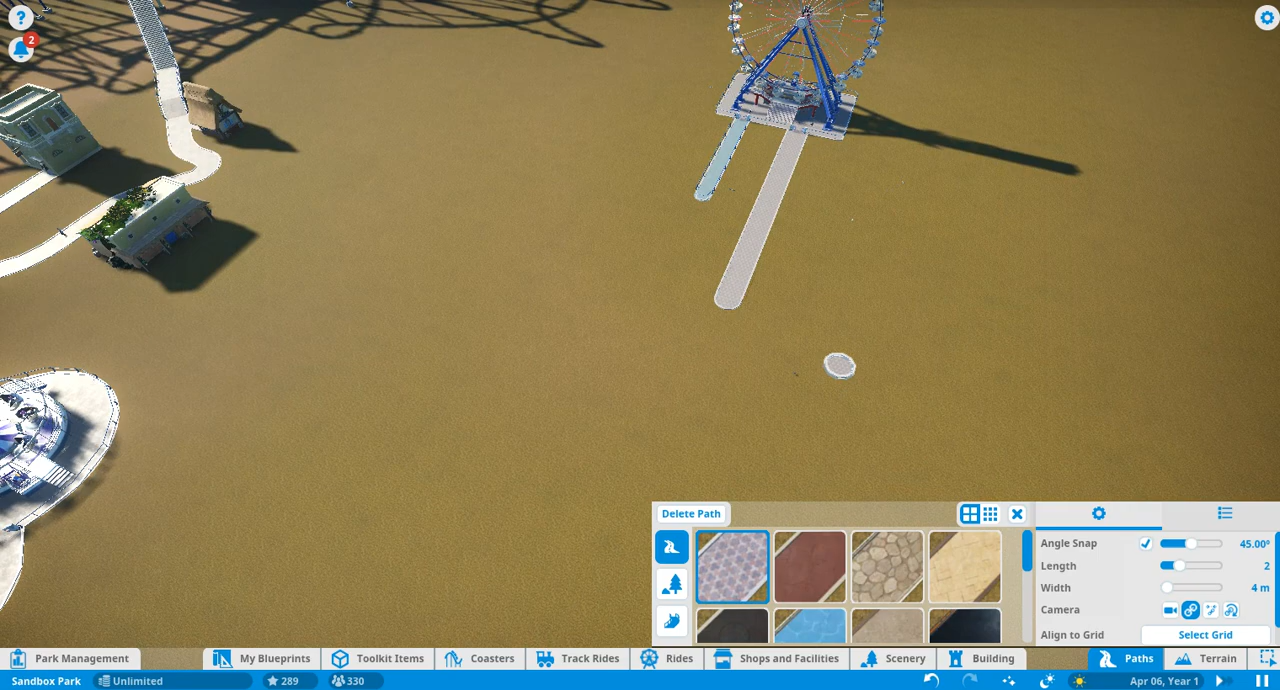 ?
2
Delete Path
Angle Snap 45.00°
Length 2
Width 4 m
Camera
Align to Grid Select Grid
Park Management My Blueprints Toolkit Items Coasters Track Rides Rides Shops and Facilities Scenery Building Paths Terrain
Sandbox Park Unlimited 289 330 Apr 06, Year 1